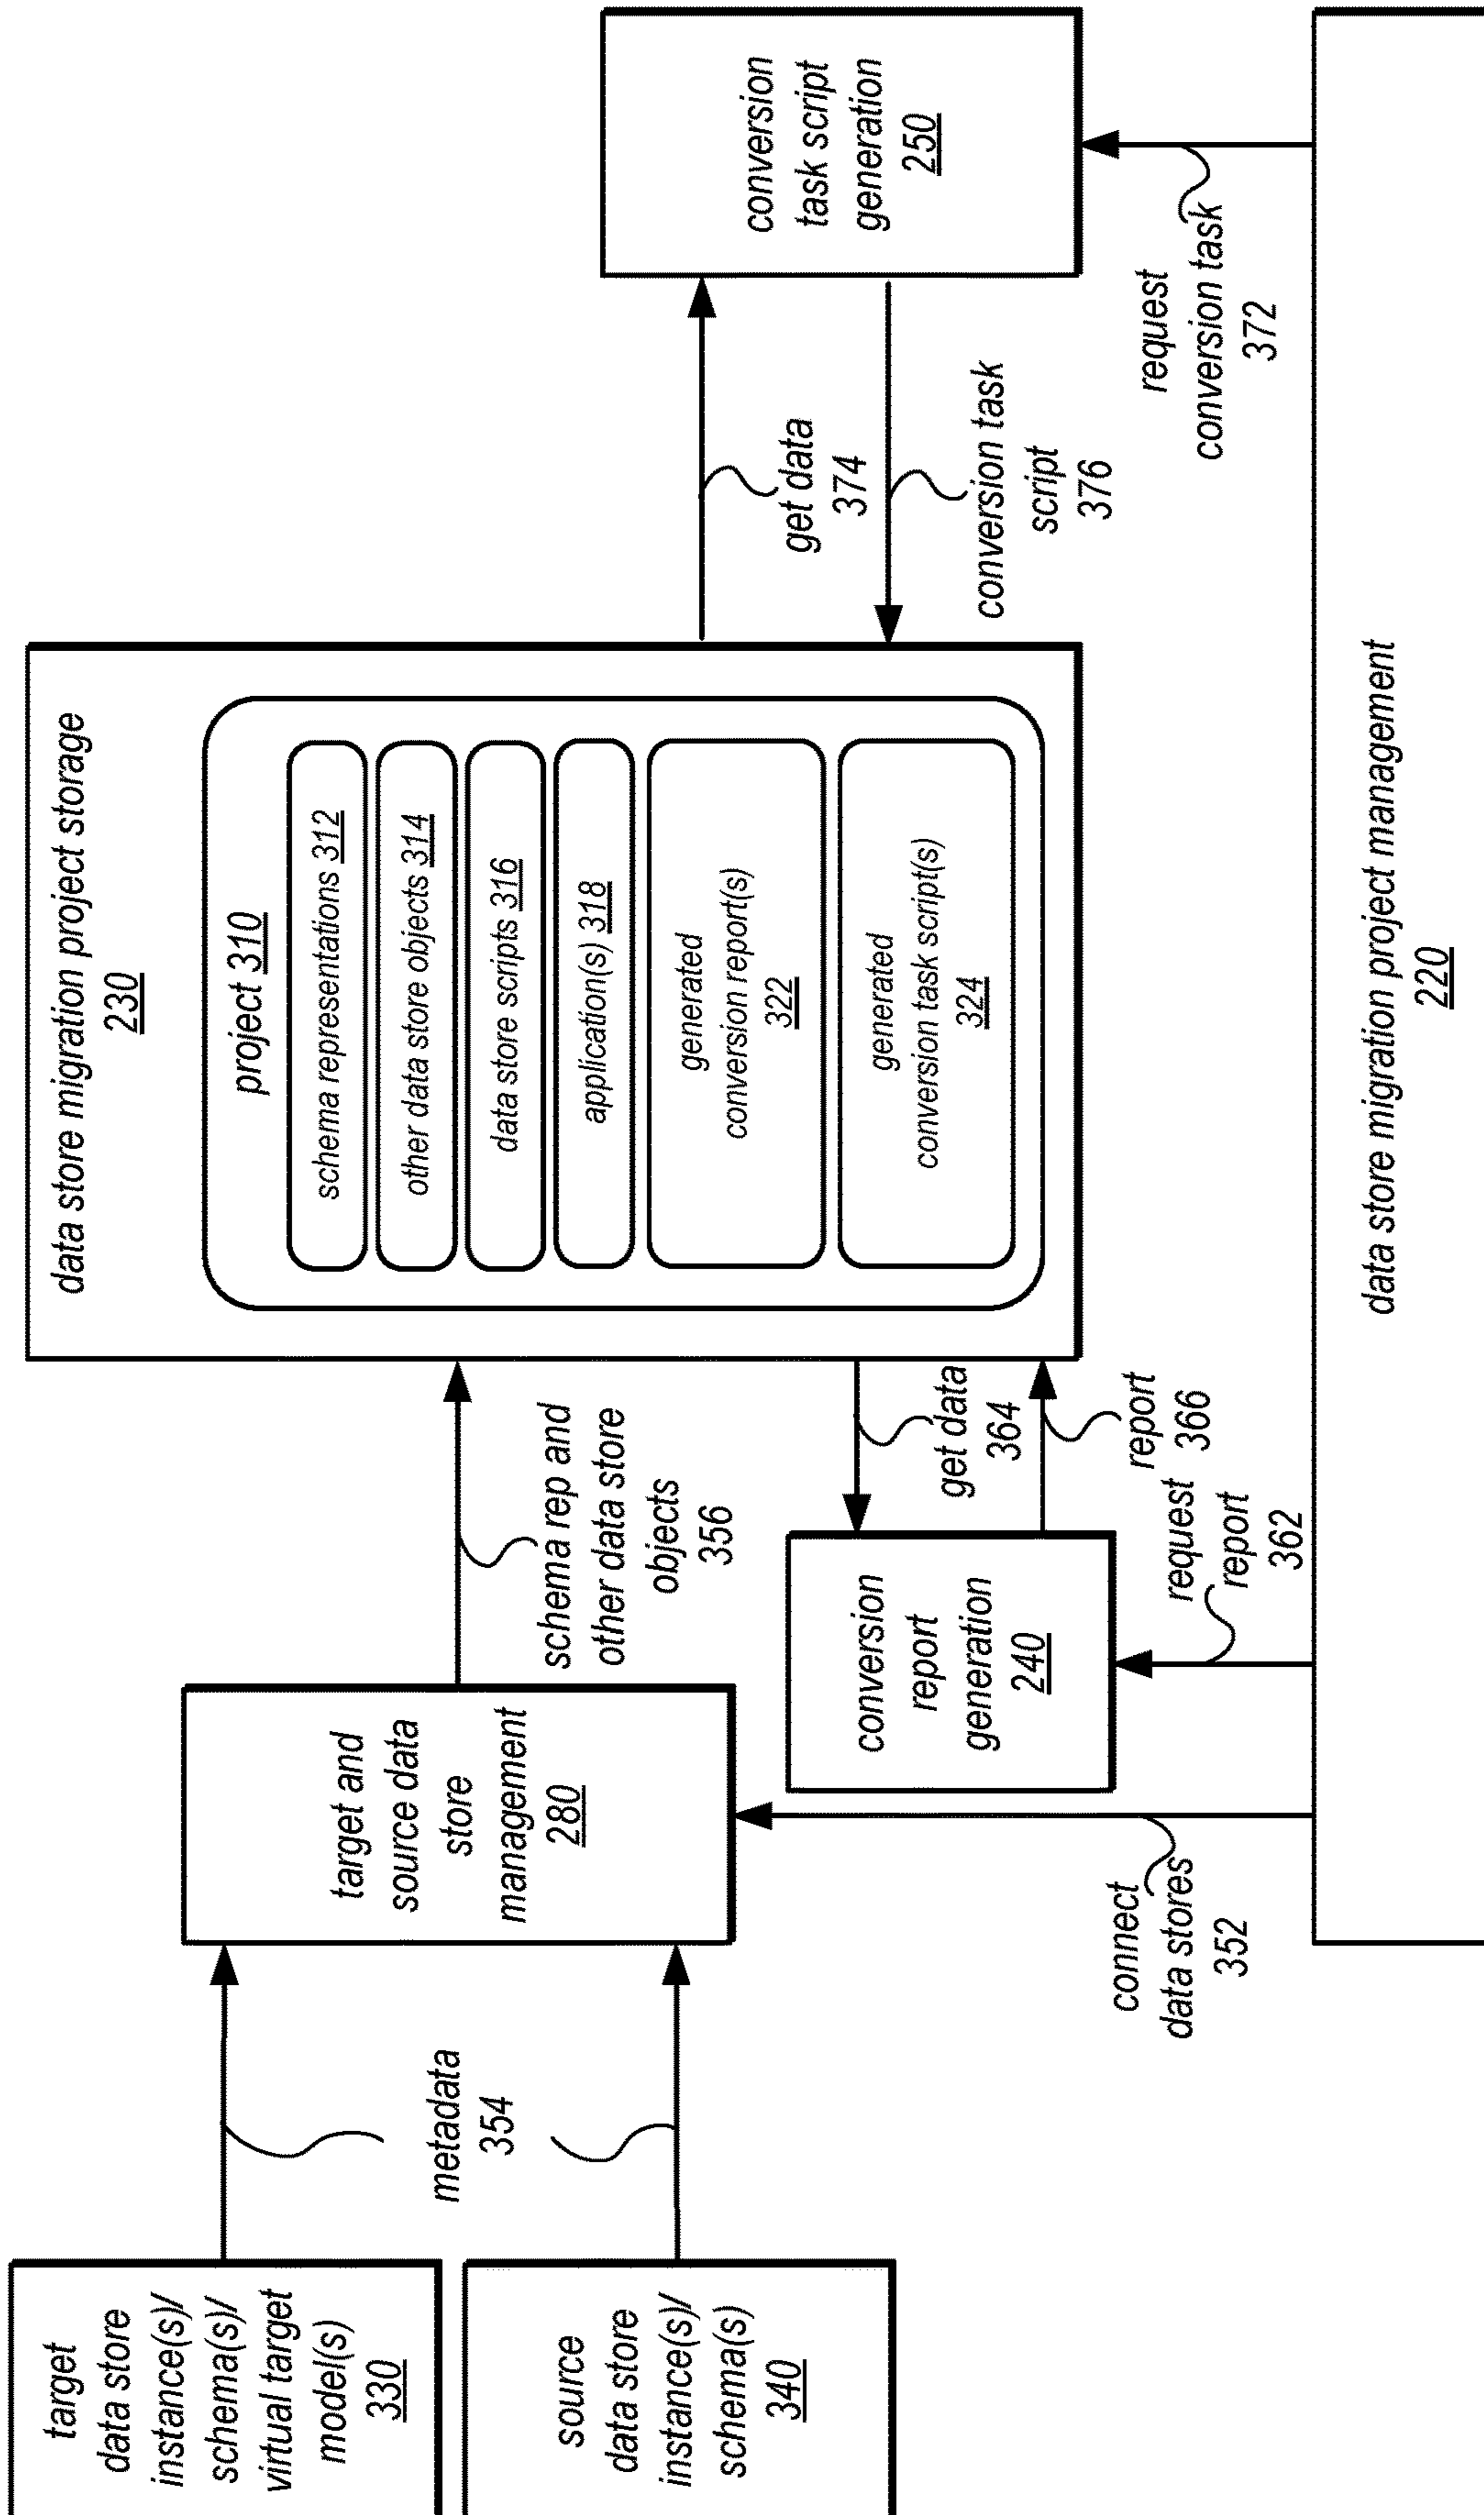 target
data store
instance(s)/
schema(s)/
virtual target
model(s)
330
source
data store
instance(s)/
schema(s)
340
metadata
354
target and
source data
store
management
280
schema rep and
other data store
objects
356
data store migration project storage
230
project 310
schema representations 312
other data store objects 314
data store scripts 316
application(s) 318
generated
conversion report(s)
322
generated
conversion task script(s)
324
get data
374
conversion task
script
376
conversion
task script
generation
250
connect
data stores
352
conversion
report
generation
240
get data
364
report
366
request
report
362
request
conversion task
372
data store migration project management
220